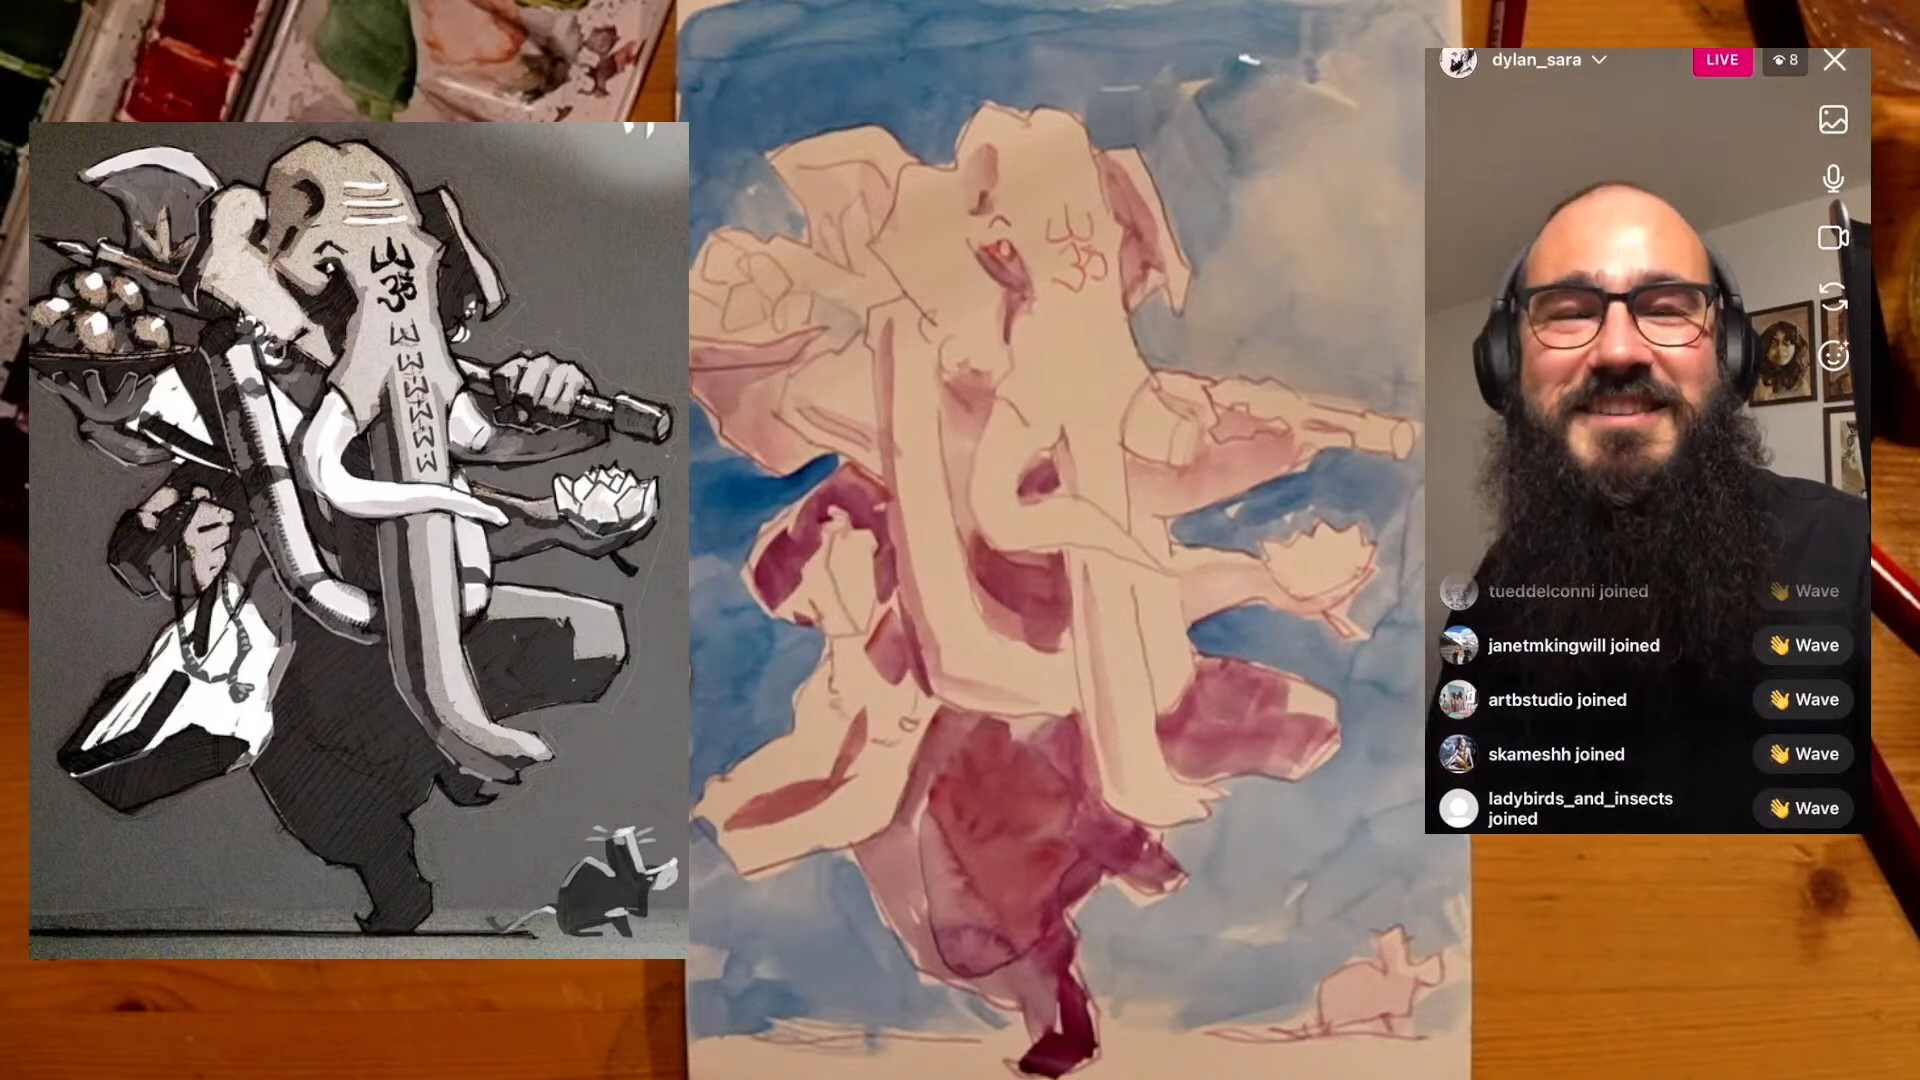 ॐ
ॐ
dylan_sara
LIVE
8
tueddelconni joined
Wave
janetmkingwill joined
Wave
artbstudio joined
Wave
skameshh joined
Wave
ladybirds_and_insects
joined
Wave